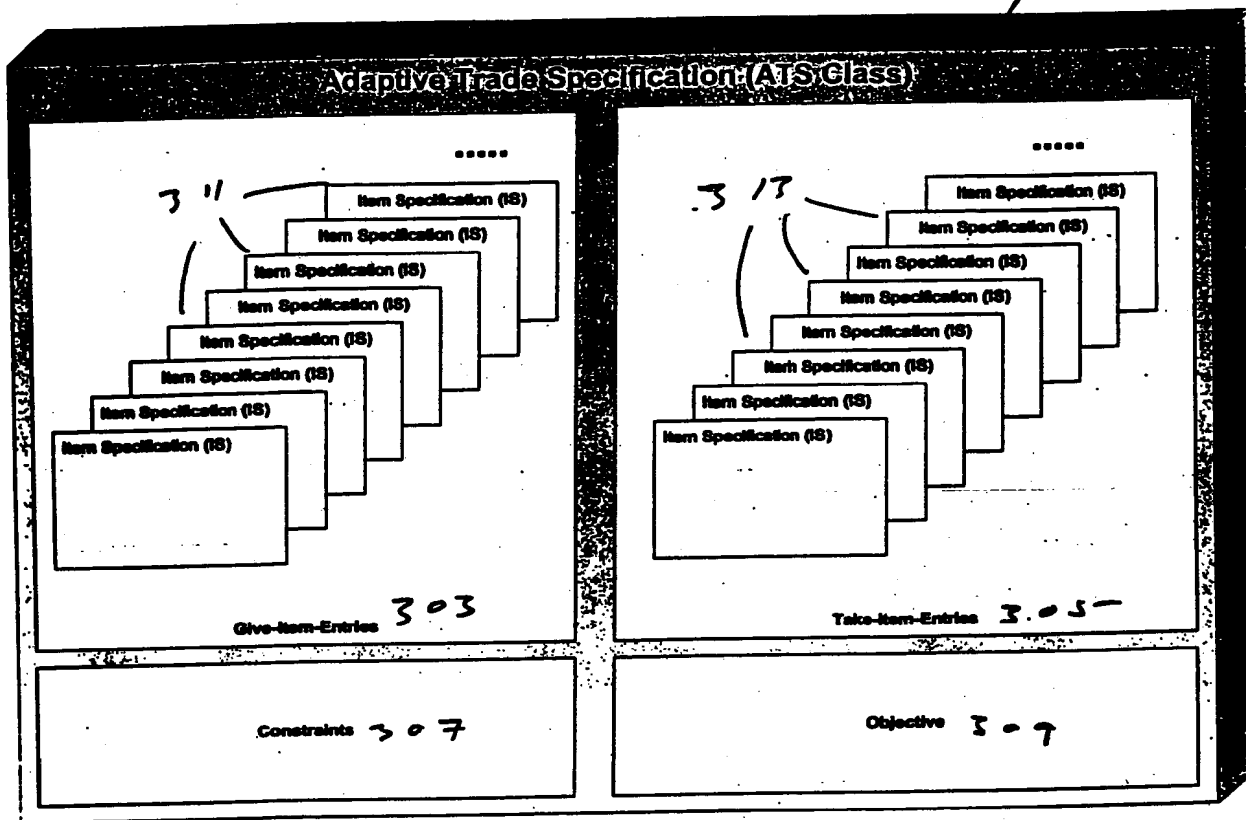 Adaptive Trade Specification (ATS Class)
.....
311
Item Specification (IS)
Item Specification (IS)
Item Specification (IS)
Item Specification (IS)
Item Specification (IS)
Item Specification (IS)
Item Specification (IS)
Item Specification (IS)
Give-Item-Entries 303
.....
313
Item Specification (IS)
Item Specification (IS)
Item Specification (IS)
Item Specification (IS)
Item Specification (IS)
Item Specification (IS)
Item Specification (IS)
Item Specification (IS)
Take-Item-Entries 305
Constraints 307
Objective 309